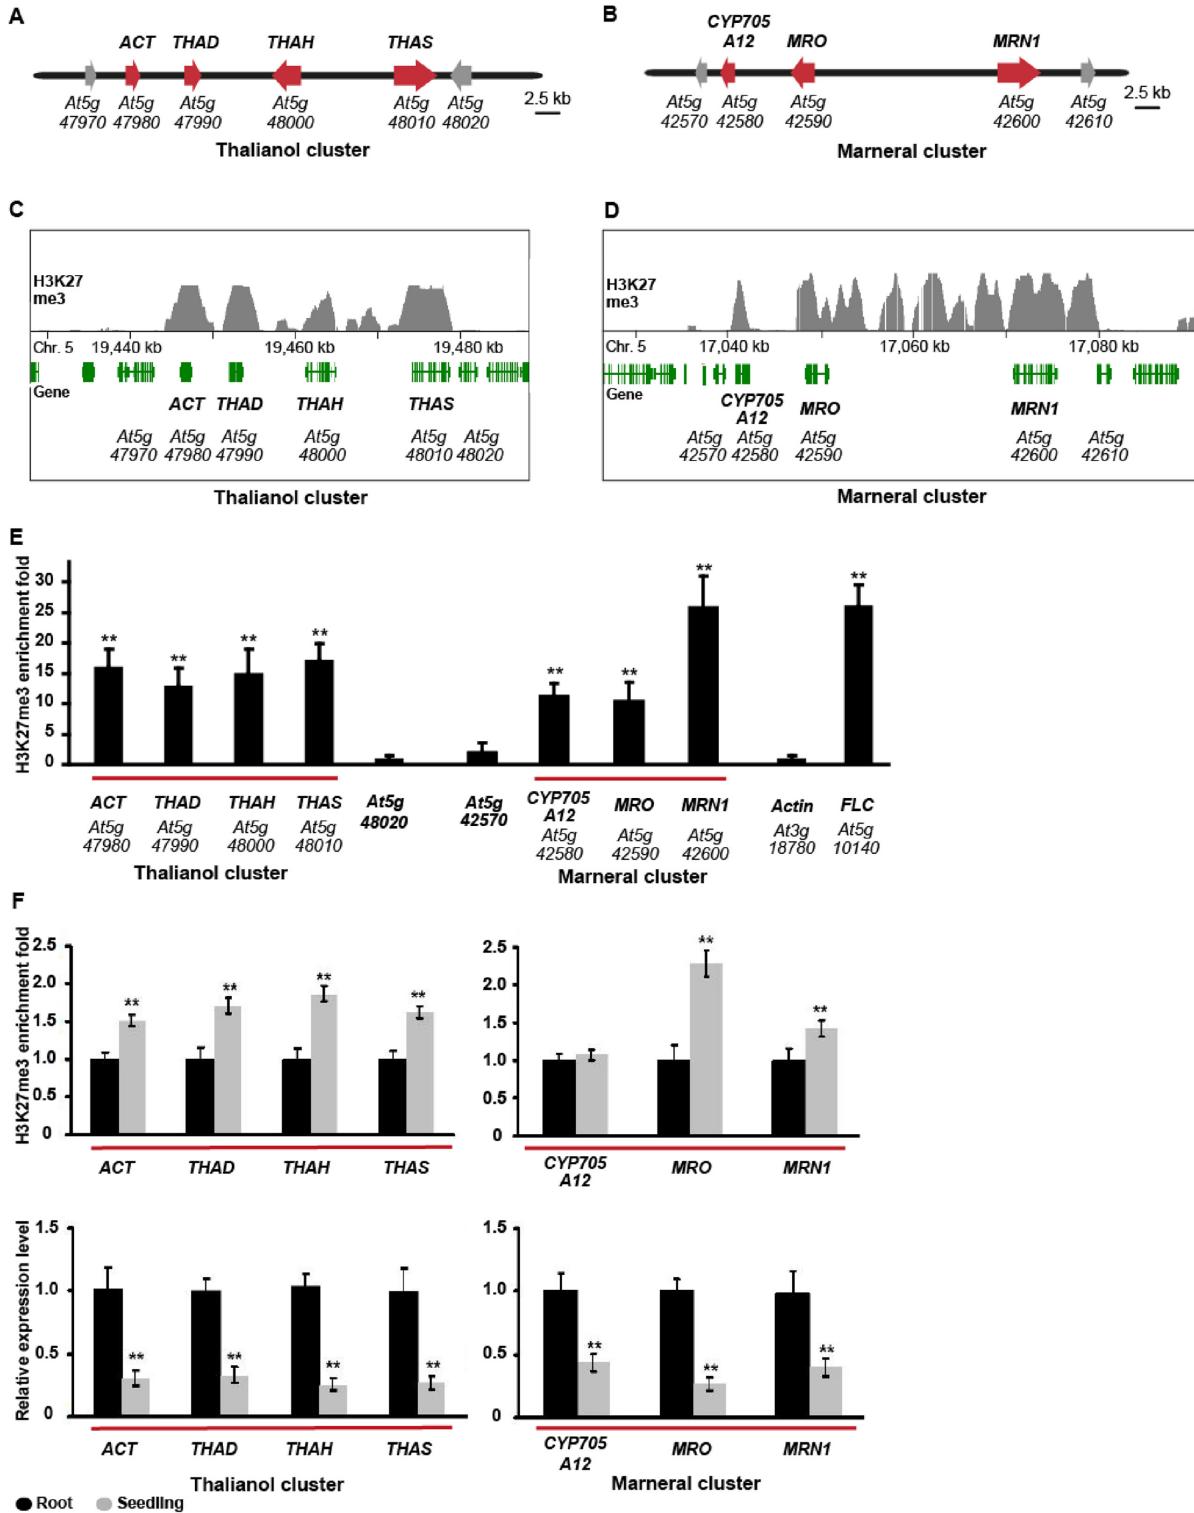 A
ACT THAD THAH THAS
At5g At5g At5g At5g At5g At5g
47970 47980 47990 48000 48010 48020
2.5 kb
Thalianol cluster
B
CYP705
A12 MRO MRN1
At5g At5g At5g At5g At5g
42570 42580 42590 42600 42610
2.5 kb
Marneral cluster
C
H3K27
me3
Chr. 5 19,440 kb 19,460 kb 19,480 kb
Gene
ACT THAD THAH THAS
At5g At5g At5g At5g At5g At5g
47970 47980 47990 48000 48010 48020
Thalianol cluster
D
H3K27
me3
Chr. 5 17,040 kb 17,060 kb 17,080 kb
Gene
CYP705
A12 MRO MRN1
At5g At5g At5g At5g At5g
42570 42580 42590 42600 42610
Marneral cluster
E
H3K27me3 enrichment fold
30
25
20
15
10
5
0
** ** ** ** ** ** ** **
ACT THAD THAH THAS At5g At5g CYP705 MRO MRN1 Actin FLC
48020 42570 A12
At5g At5g At5g At5g At5g At5g At5g At3g At5g
47980 47990 48000 48010 42580 42590 42600 18780 10140
Thalianol cluster Marneral cluster
F
H3K27me3 enrichment fold
2.5
2.0
1.5
1.0
0.5
0
** ** ** **
ACT THAD THAH THAS
2.5
2.0
1.5
1.0
0.5
0
** **
CYP705 MRO MRN1
A12
Relative expression level
1.5
1.0
0.5
0
** ** ** **
ACT THAD THAH THAS
Thalianol cluster
1.5
1.0
0.5
0
** ** **
CYP705 MRO MRN1
A12
Marneral cluster
Root Seedling